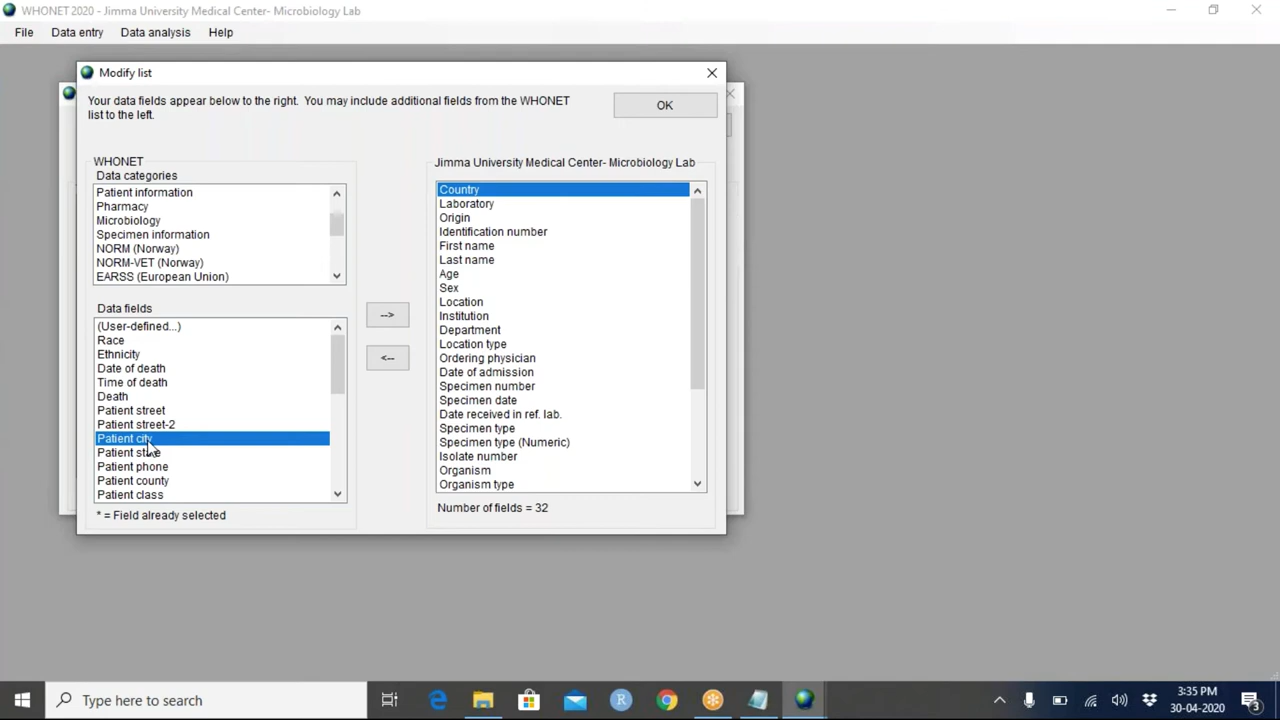 WHONET 2020 - Jimma University Medical Center- Microbiology Lab
File Data entry Data analysis Help
Modify list
Your data fields appear below to the right. You may include additional fields from the WHONET
list to the left.
OK
WHONET
Data categories
Patient information
Pharmacy
Microbiology
Specimen information
NORM (Norway)
NORM-VET (Norway)
EARSS (European Union)
Data fields
(User-defined...)
Race
Ethnicity
Date of death
Time of death
Death
Patient street
Patient street-2
Patient city
Patient state
Patient phone
Patient county
Patient class
* = Field already selected
-->
<--
Jimma University Medical Center- Microbiology Lab
Country
Laboratory
Origin
Identification number
First name
Last name
Age
Sex
Location
Institution
Department
Location type
Ordering physician
Date of admission
Specimen number
Specimen date
Date received in ref. lab.
Specimen type
Specimen type (Numeric)
Isolate number
Organism
Organism type
Number of fields = 32
Type here to search
3:35 PM
30-04-2020
3